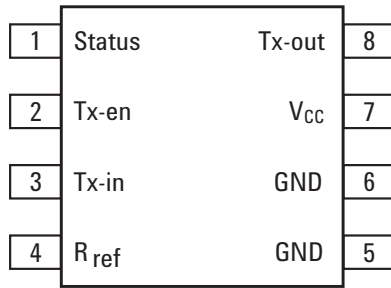 1 Status Tx-out 8
2 Tx-en VCC 7
3 Tx-in GND 6
4 Rref GND 5